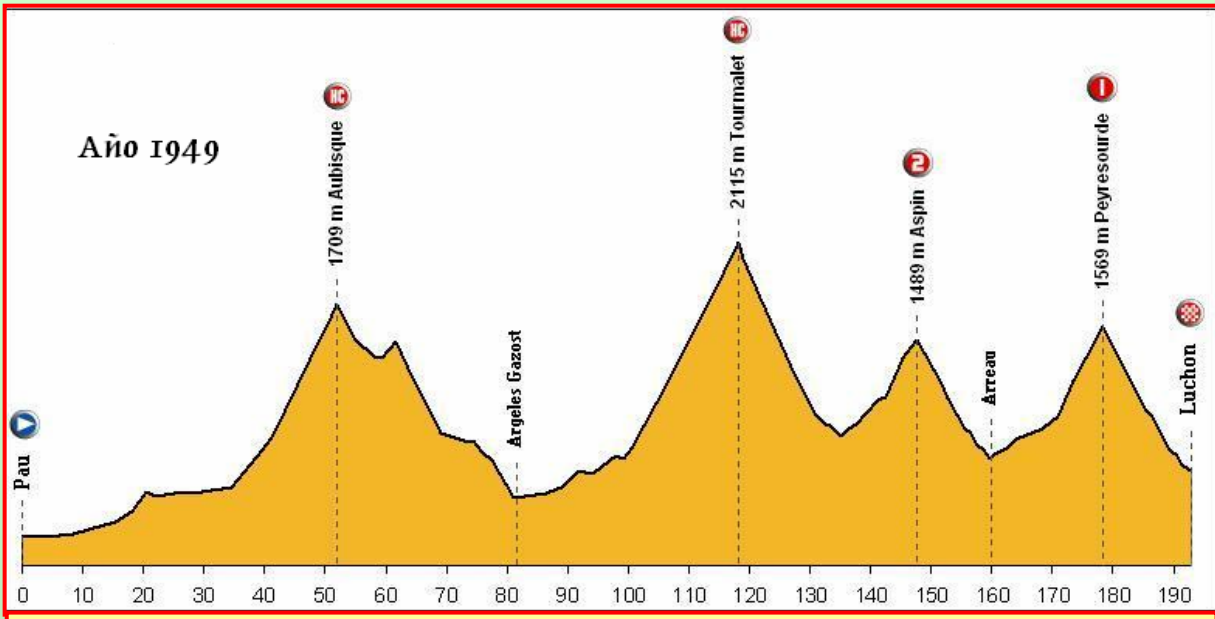 Año 1949
HC
1709 m Aubisque
HC
2115 m Tourmalet
2
1489 m Aspin
1
1569 m Peyresourde
Pau
Argeles Gazost
Arreau
Luchon
0 10 20 30 40 50 60 70 80 90 100 110 120 130 140 150 160 170 180 190